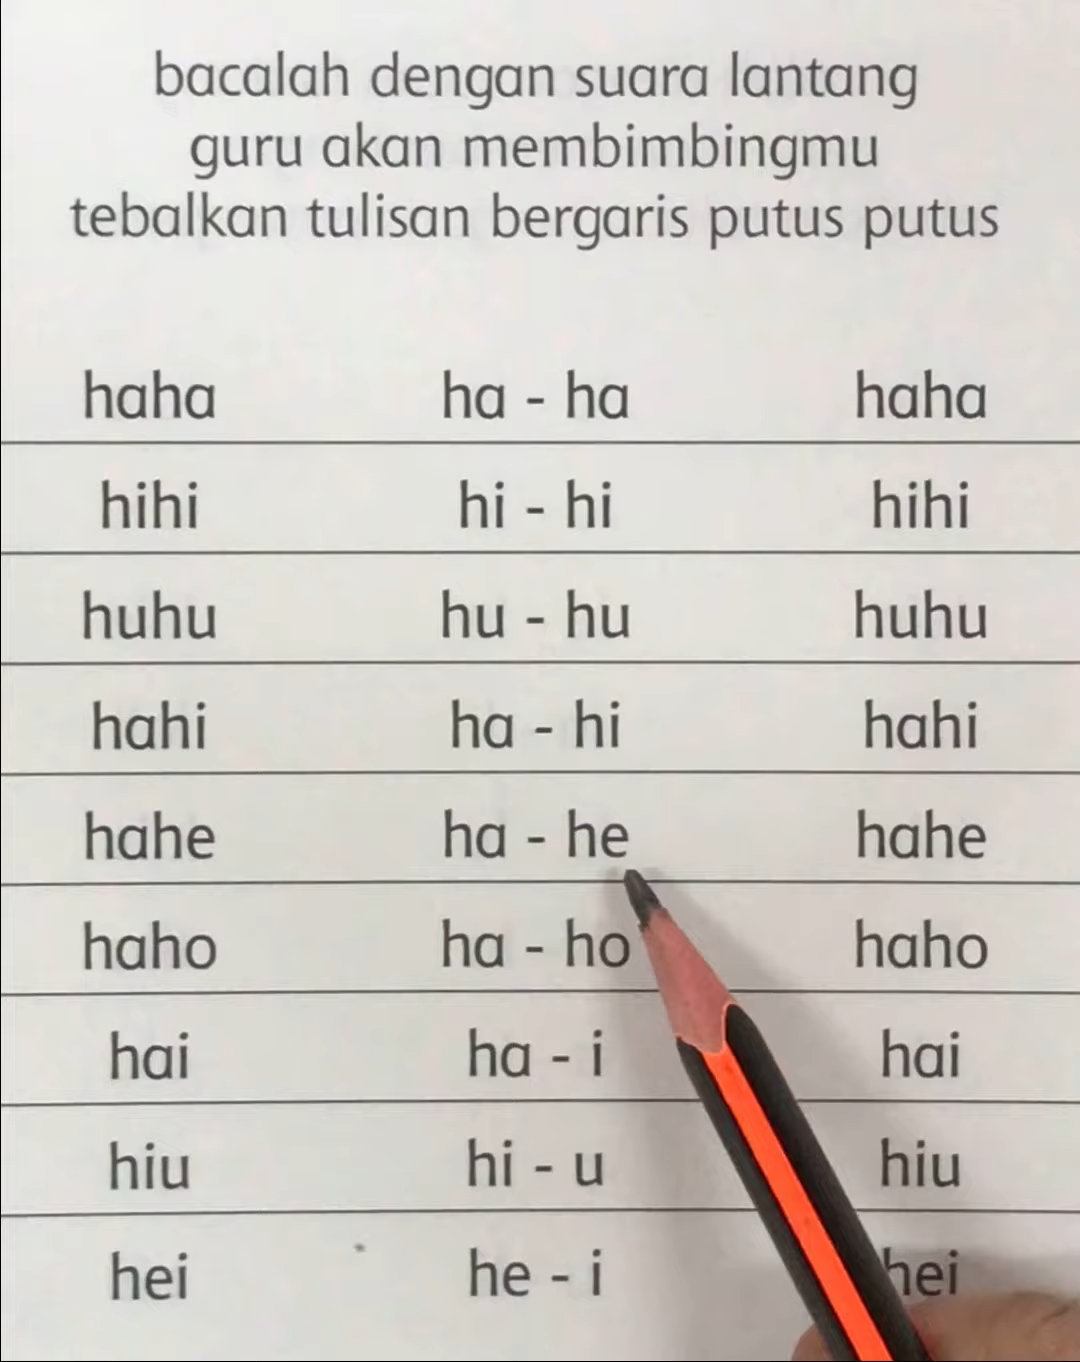 bacalah dengan suara lantang
guru akan membimbingmu
tebalkan tulisan bergaris putus putus
haha ha - ha haha
hihi hi - hi hihi
huhu hu - hu huhu
hahi ha - hi hahi
hahe ha - he hahe
haho ha - ho haho
hai ha - i hai
hiu hi - u hiu
hei he - i hei